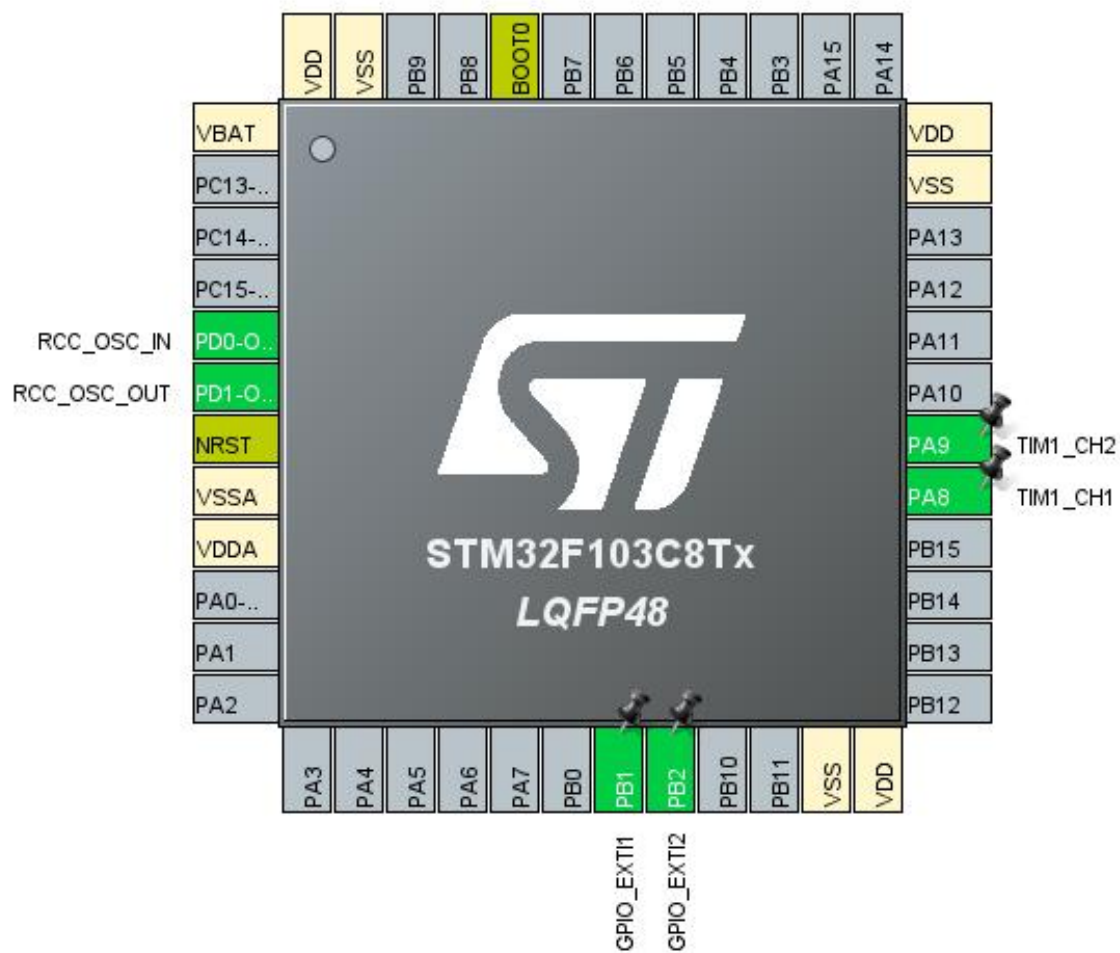 VDD
VSS
PB9
PB8
BOOT0
PB7
PB6
PB5
PB4
PB3
PA15
PA14
VBAT
PC13-..
PC14-..
PC15-..
RCC_OSC_IN PD0-O..
RCC_OSC_OUT PD1-O..
NRST
VSSA
VDDA
PA0-..
PA1
PA2
VDD
VSS
PA13
PA12
PA11
PA10
PA9 TIM1_CH2
PA8 TIM1_CH1
PB15
PB14
PB13
PB12
ST
STM32F103C8Tx
LQFP48
PA3
PA4
PA5
PA6
PA7
PB0
PB1
PB2
PB10
PB11
VSS
VDD
GPIO_EXTI1
GPIO_EXTI2